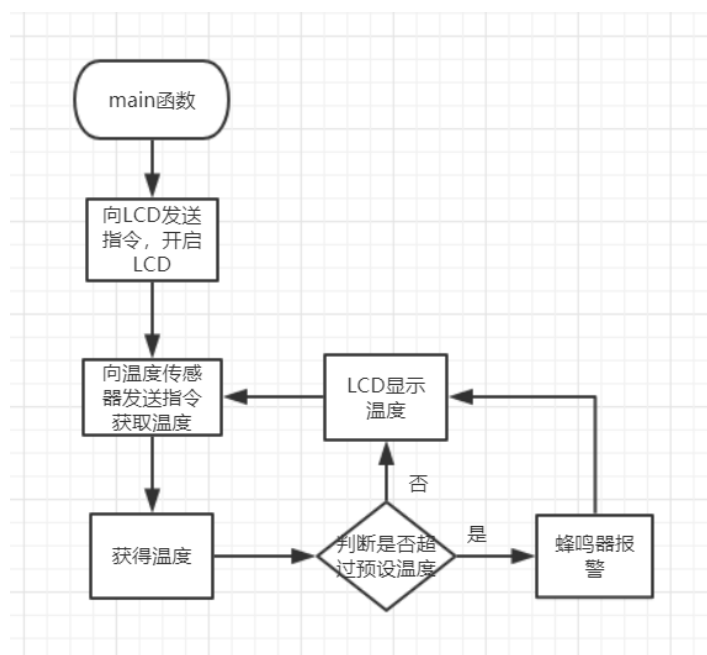 main函数
向LCD发送
指令，开启
LCD
向温度传感
器发送指令
获取温度
LCD显示
温度
否
获得温度
判断是否超
过预设温度
是
蜂鸣器报
警